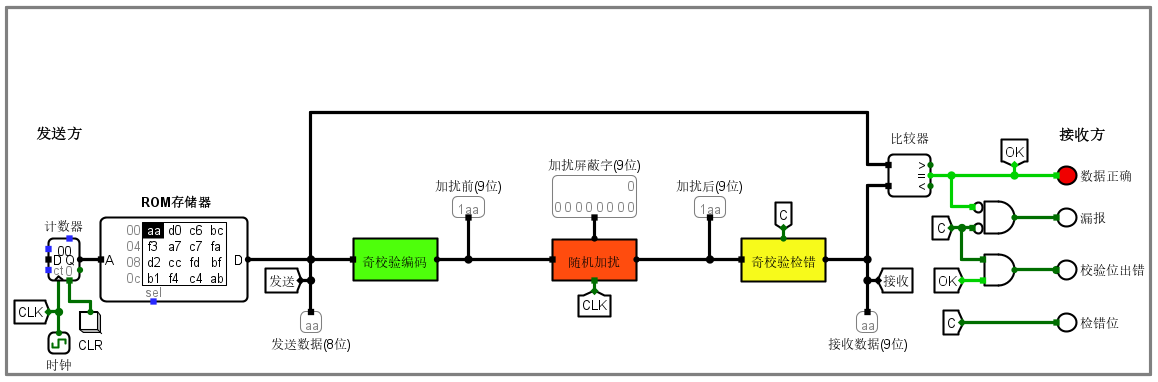 发送方
接收方
比较器
OK
>
=
<
数据正确
加扰屏蔽字(9位)
0
00000000
加扰前(9位)
1aa
加扰后(9位)
1aa
C
漏报
C
ROM存储器
计数器
00
D Q
ct0
A
00 aa d0 c6 bc
04 f3 a7 c7 fa
08 d2 cc fd bf
0c b1 f4 c4 ab
sel
D
奇校验编码
随机加扰
奇校验检错
校验位出错
OK
发送
接收
CLK
CLK
C
检错位
aa
aa
CLR
时钟
发送数据(8位)
接收数据(9位)